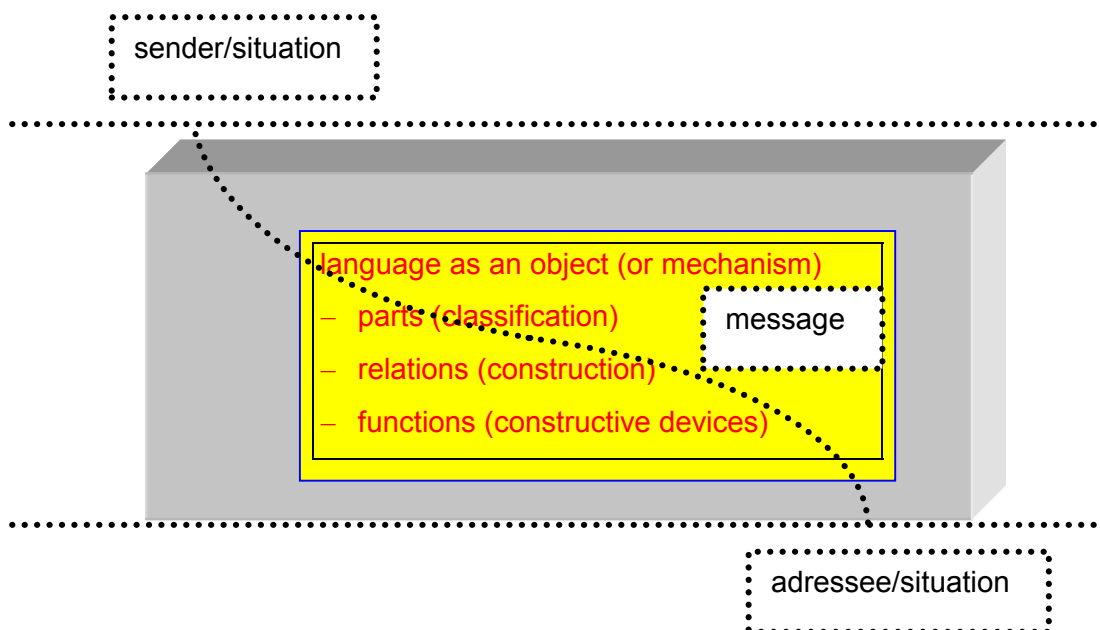 sender/situation
language as an object (or mechanism)
– parts (classification)
message
– relations (construction)
– functions (constructive devices)
adressee/situation